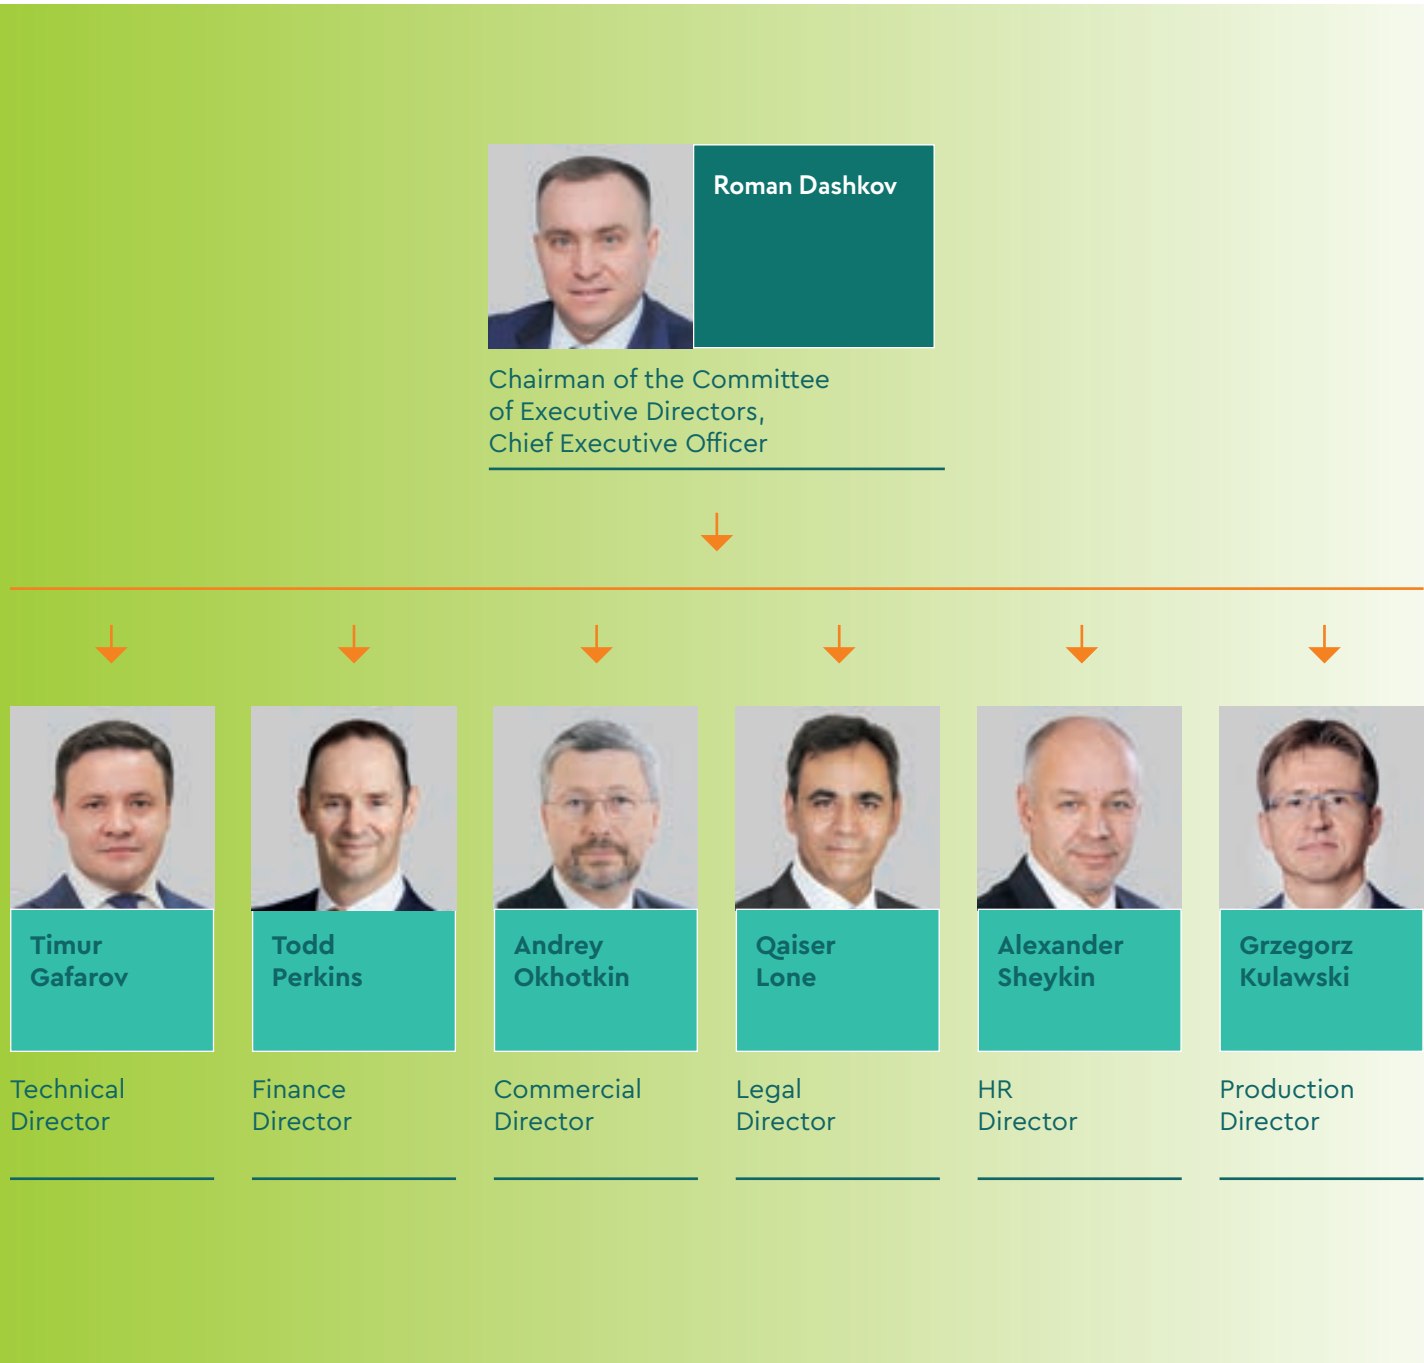 Roman Dashkov
Chairman of the Committee
of Executive Directors,
Chief Executive Officer
Timur
Gafarov
Technical
Director
Todd
Perkins
Finance
Director
Andrey
Okhotkin
Commercial
Director
Qaiser
Lone
Legal
Director
Alexander
Sheykin
HR
Director
Grzegorz
Kulawski
Production
Director